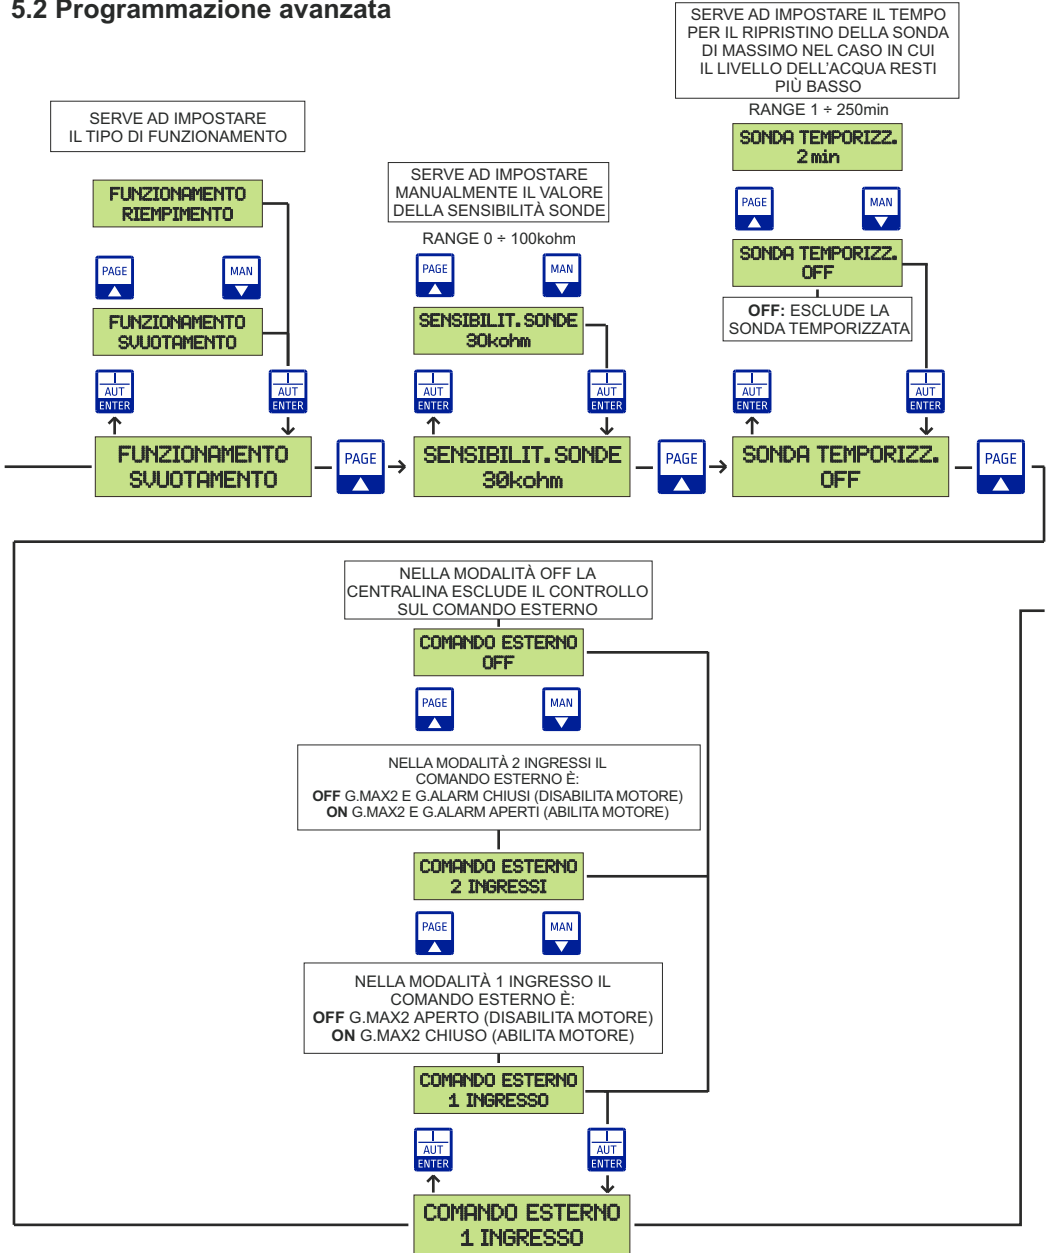 5.2 Programmazione avanzata
SERVE AD IMPOSTARE IL TEMPO
PER IL RIPRISTINO DELLA SONDA
DI MASSIMO NEL CASO IN CUI
IL LIVELLO DELL'ACQUA RESTI
PIÙ BASSO
RANGE 1 ÷ 250min
SONDA TEMPORIZZ.
2 min
PAGE
MAN
SONDA TEMPORIZZ.
OFF
OFF: ESCLUDE LA
SONDA TEMPORIZZATA
SERVE AD IMPOSTARE
IL TIPO DI FUNZIONAMENTO
FUNZIONAMENTO
RIEMPIMENTO
PAGE
MAN
FUNZIONAMENTO
SVUOTAMENTO
SERVE AD IMPOSTARE
MANUALMENTE IL VALORE
DELLA SENSIBILITÀ SONDE
RANGE 0 ÷ 100kohm
PAGE
MAN
SENSIBILIT. SONDE
30kohm
I
AUT
ENTER
I
AUT
ENTER
I
AUT
ENTER
I
AUT
ENTER
I
AUT
ENTER
I
AUT
ENTER
FUNZIONAMENTO
SVUOTAMENTO
PAGE
SENSIBILIT. SONDE
30kohm
PAGE
SONDA TEMPORIZZ.
OFF
PAGE
NELLA MODALITÀ OFF LA
CENTRALINA ESCLUDE IL CONTROLLO
SUL COMANDO ESTERNO
COMANDO ESTERNO
OFF
PAGE
MAN
NELLA MODALITÀ 2 INGRESSI IL
COMANDO ESTERNO È:
OFF G.MAX2 E G.ALARM CHIUSI (DISABILITA MOTORE)
ON G.MAX2 E G.ALARM APERTI (ABILITA MOTORE)
COMANDO ESTERNO
2 INGRESSI
PAGE
MAN
NELLA MODALITÀ 1 INGRESSO IL
COMANDO ESTERNO È:
OFF G.MAX2 APERTO (DISABILITA MOTORE)
ON G.MAX2 CHIUSO (ABILITA MOTORE)
COMANDO ESTERNO
1 INGRESSO
I
AUT
ENTER
I
AUT
ENTER
COMANDO ESTERNO
1 INGRESSO